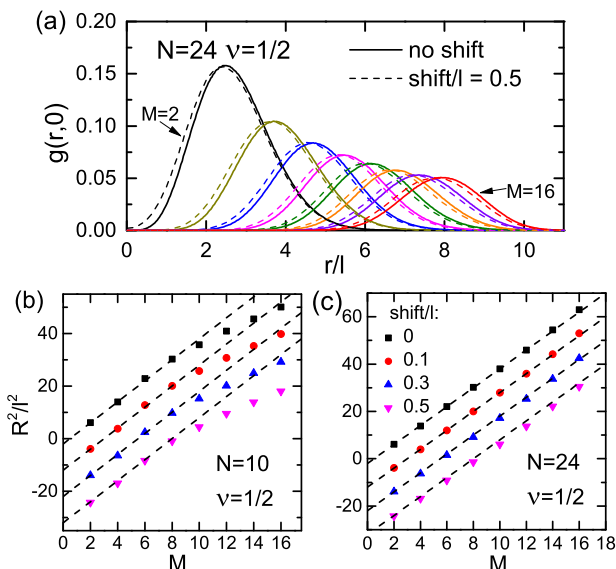 (a)
N=24 ν=1/2
no shift
shift/l = 0.5
M=2
M=16
g(r,0)
0.20
0.15
0.10
0.05
0.00
0 2 4 6 8 10
r/l
(b)
R²/l²
40
20
0
-20
N=10
ν=1/2
0 2 4 6 8 10 12 14 16
M
(c)
shift/l:
0
0.1
0.3
0.5
60
40
20
0
-20
N=24
ν=1/2
0 2 4 6 8 10 12 14 16 18
M